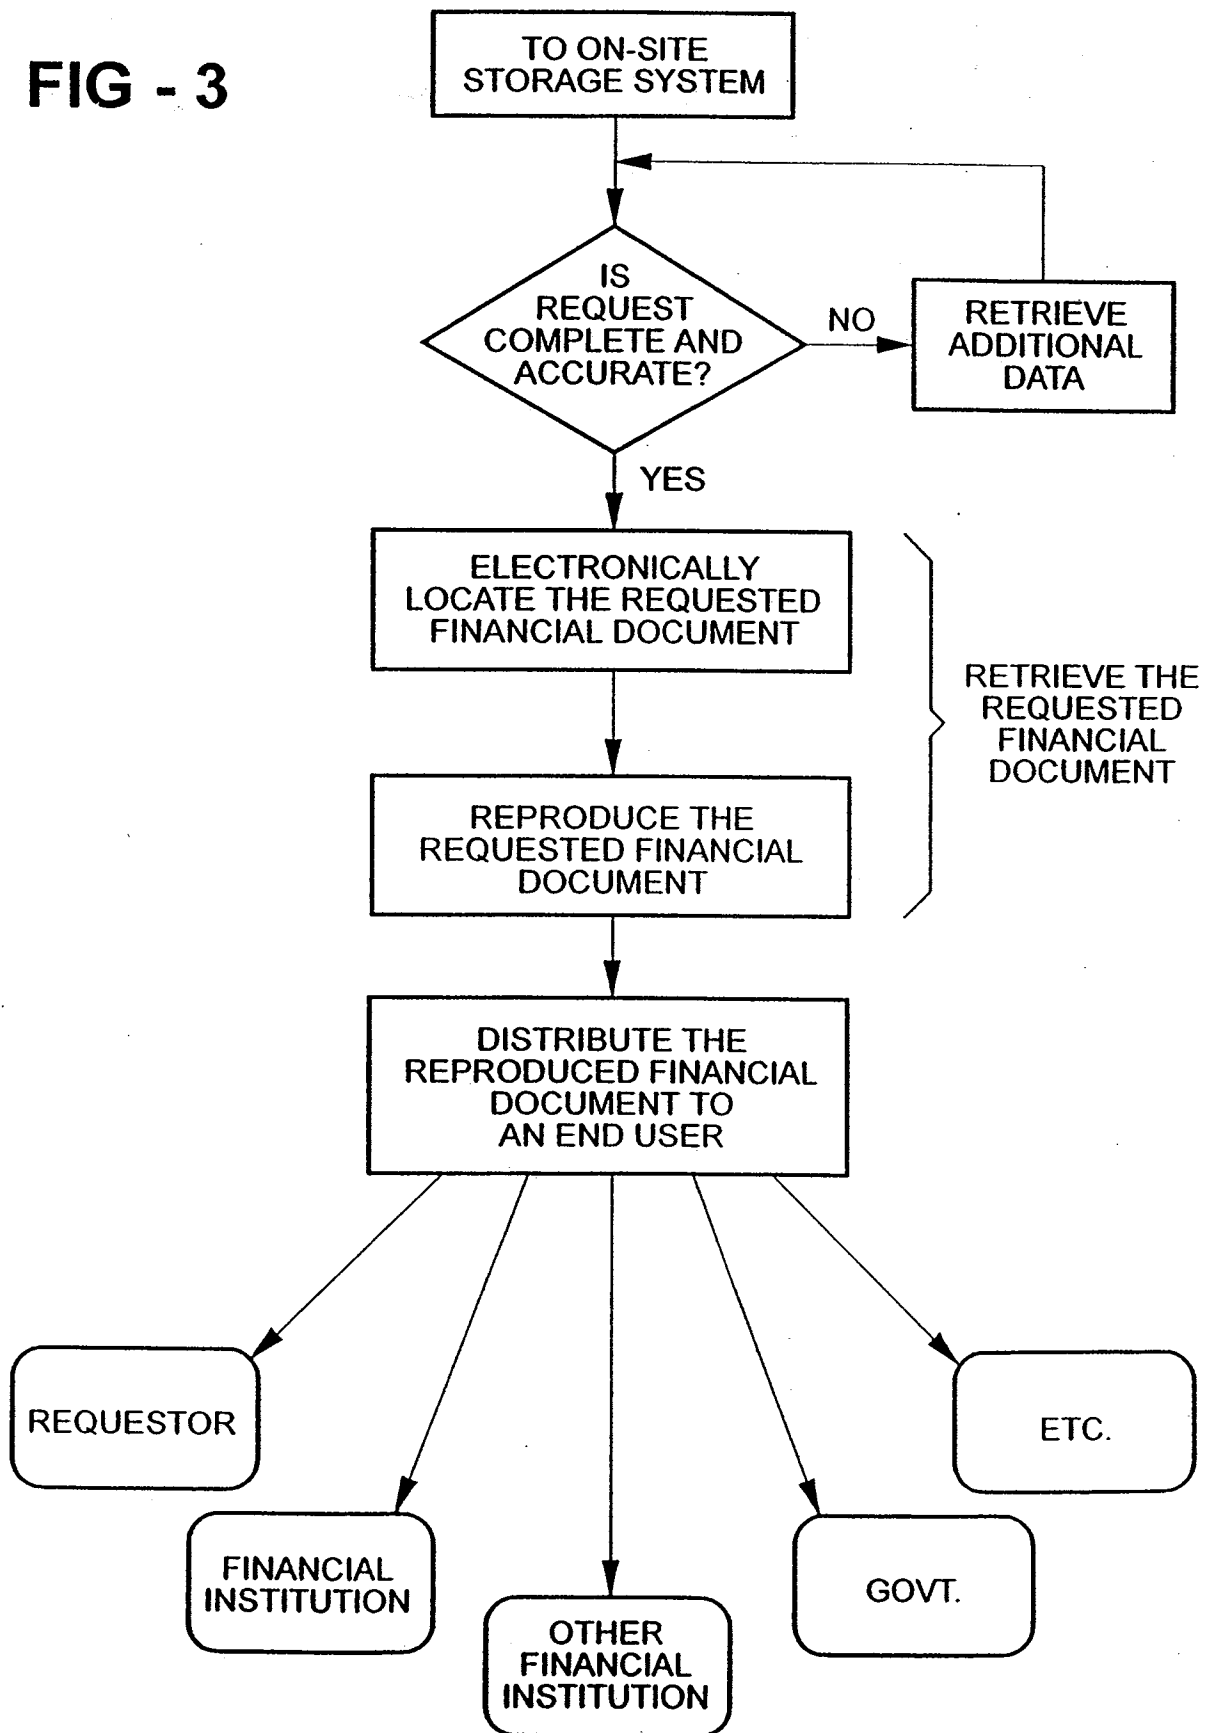 FIG - 3
TO ON-SITE
STORAGE SYSTEM
IS
REQUEST
COMPLETE AND
ACCURATE?
NO
RETRIEVE
ADDITIONAL
DATA
YES
ELECTRONICALLY
LOCATE THE REQUESTED
FINANCIAL DOCUMENT
RETRIEVE THE
REQUESTED
FINANCIAL
DOCUMENT
REPRODUCE THE
REQUESTED FINANCIAL
DOCUMENT
DISTRIBUTE THE
REPRODUCED FINANCIAL
DOCUMENT TO
AN END USER
REQUESTOR
FINANCIAL
INSTITUTION
OTHER
FINANCIAL
INSTITUTION
GOVT.
ETC.